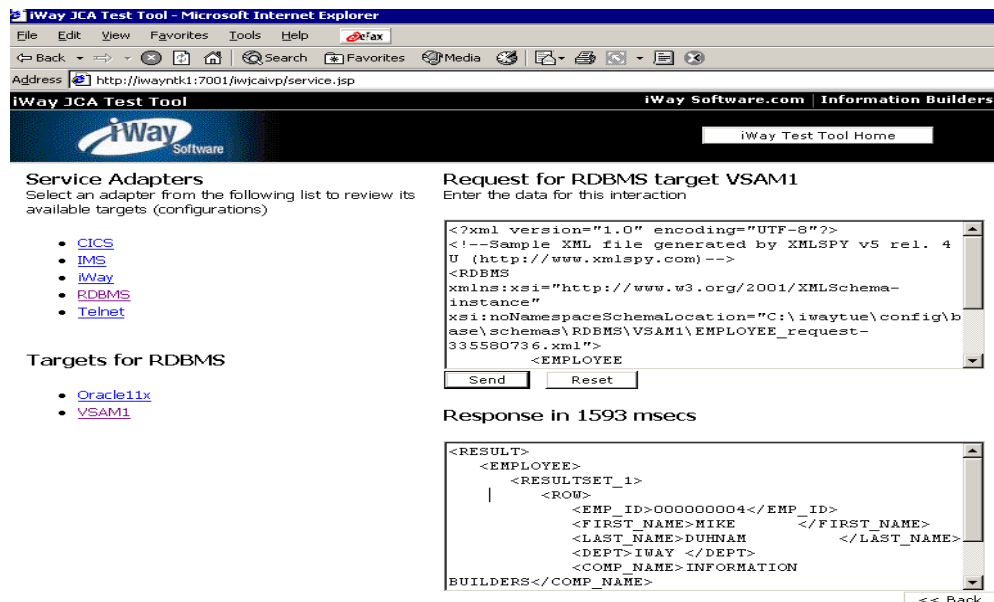 iWay JCA Test Tool - Microsoft Internet Explorer
File Edit View Favorites Tools Help eFax
Back Search Favorites Media
Address http://iwayntk1:7001/iwjcaivp/service.jsp
iWay JCA Test Tool iWay Software.com | Information Builders
iWay Software
iWay Test Tool Home
Service Adapters
Select an adapter from the following list to review its
available targets (configurations)
CICS
IMS
iWay
RDBMS
Telnet
Targets for RDBMS
Oracle11x
VSAM1
Request for RDBMS target VSAM1
Enter the data for this interaction
<?xml version="1.0" encoding="UTF-8"?>
<!--Sample XML file generated by XMLSPY v5 rel. 4
U (http://www.xmlspy.com)-->
<RDBMS
xmlns:xsi="http://www.w3.org/2001/XMLSchema-
instance"
xsi:noNamespaceSchemaLocation="C:\iwaytue\config\b
ase\schemas\RDBMS\VSAM1\EMPLOYEE_request-
335580736.xml">
<EMPLOYEE
Send Reset
Response in 1593 msecs
<RESULT>
<EMPLOYEE>
<RESULTSET_1>
<ROW>
<EMP_ID>000000004</EMP_ID>
<FIRST_NAME>MIKE </FIRST_NAME>
<LAST_NAME>DUHNAM </LAST_NAME>
<DEPT>IWAY </DEPT>
<COMP_NAME>INFORMATION
BUILDERS</COMP_NAME>
<< Back